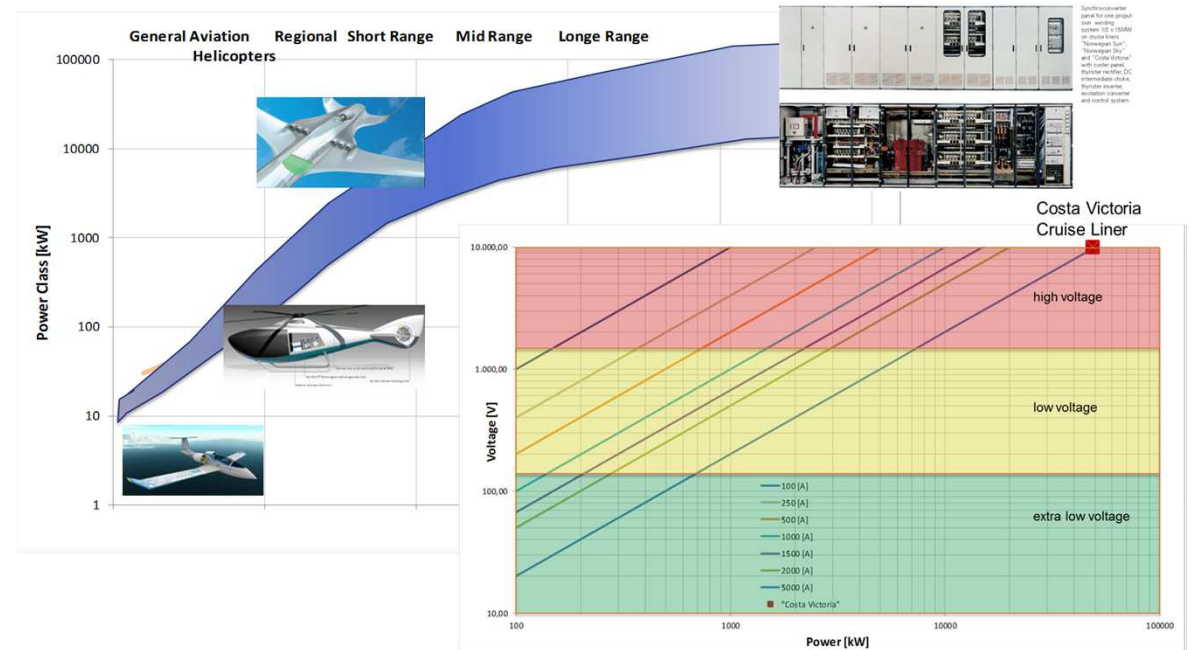 General Aviation
Helicopters
Regional
Short Range
Mid Range
Longe Range
Power Class [kW]
100000
10000
1000
100
10
1
Synchro-converter
panel for one propul-
sion winding
system 1/2 x 15MW
on cruise liners
"Norwegian Sun",
"Norwegian Sky"
and "Costa Victoria"
with cooler panel,
thyristor rectifier, DC
intermediate choke,
thyristor inverter,
excitation converter
and control system
Costa Victoria
Cruise Liner
Voltage [V]
10.000,00
1.000,00
100,00
10,00
high voltage
low voltage
extra low voltage
100 [A]
250 [A]
500 [A]
1000 [A]
1500 [A]
2000 [A]
5000 [A]
"Costa Victoria"
100
1000
10000
100000
Power [kW]